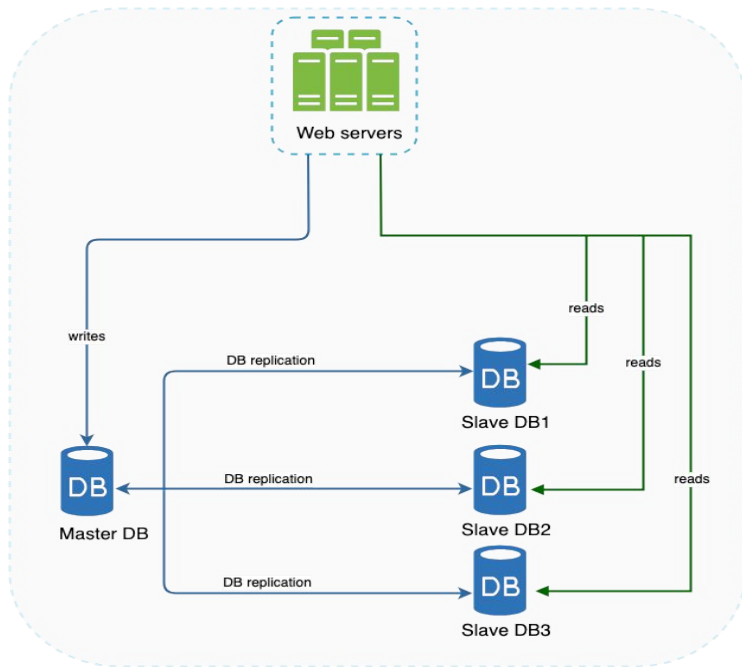 Web servers
reads
writes
DB replication
DB
reads
Slave DB1
DB
DB replication
DB
reads
Master DB
Slave DB2
DB replication
DB
Slave DB3